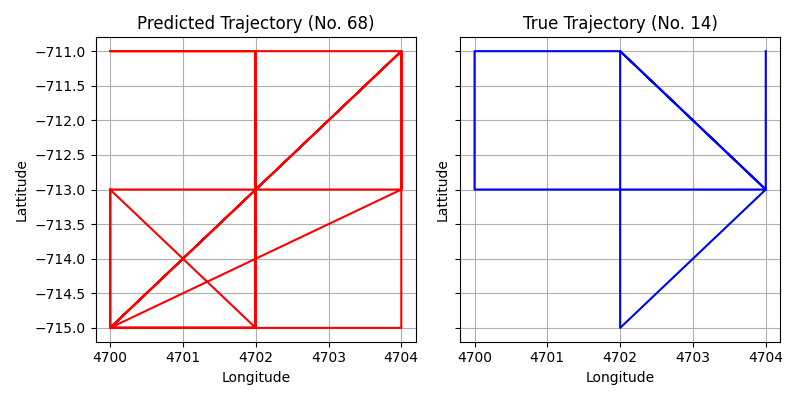 Predicted Trajectory (No. 68)
Lattitude
−711.0
−711.5
−712.0
−712.5
−713.0
−713.5
−714.0
−714.5
−715.0
4700 4701 4702 4703 4704
Longitude
True Trajectory (No. 14)
Lattitude
4700 4701 4702 4703 4704
Longitude